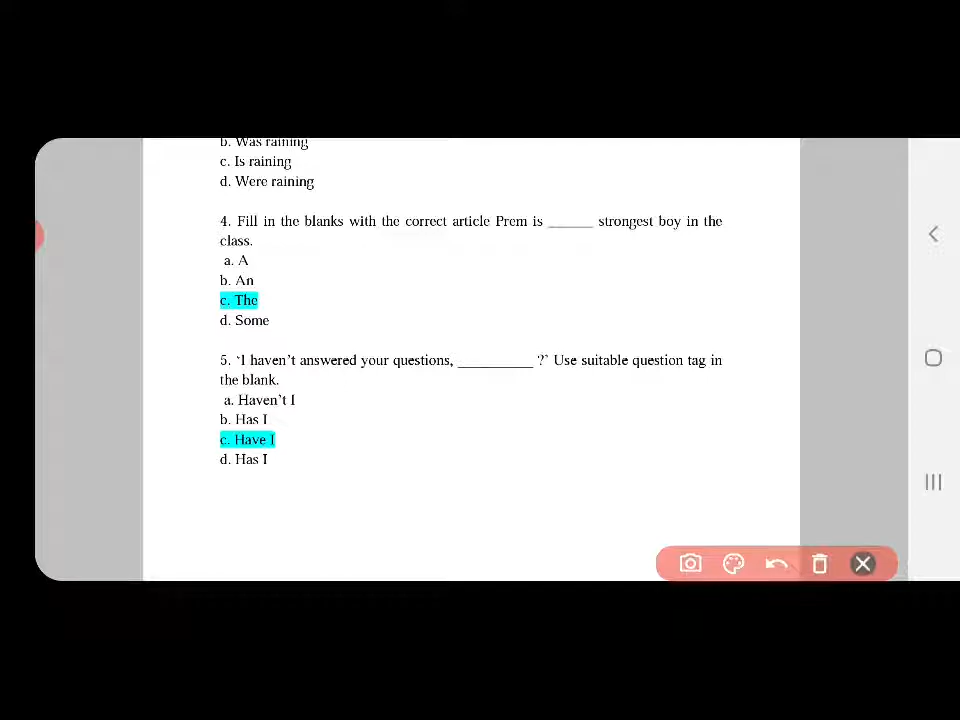 b. Was raining
c. Is raining
d. Were raining
4. Fill in the blanks with the correct article Prem is ______ strongest boy in the
class.
a. A
b. An
c. The
d. Some
5. ‘I haven’t answered your questions, __________ ?’ Use suitable question tag in
the blank.
a. Haven’t I
b. Has I
c. Have I
d. Has I